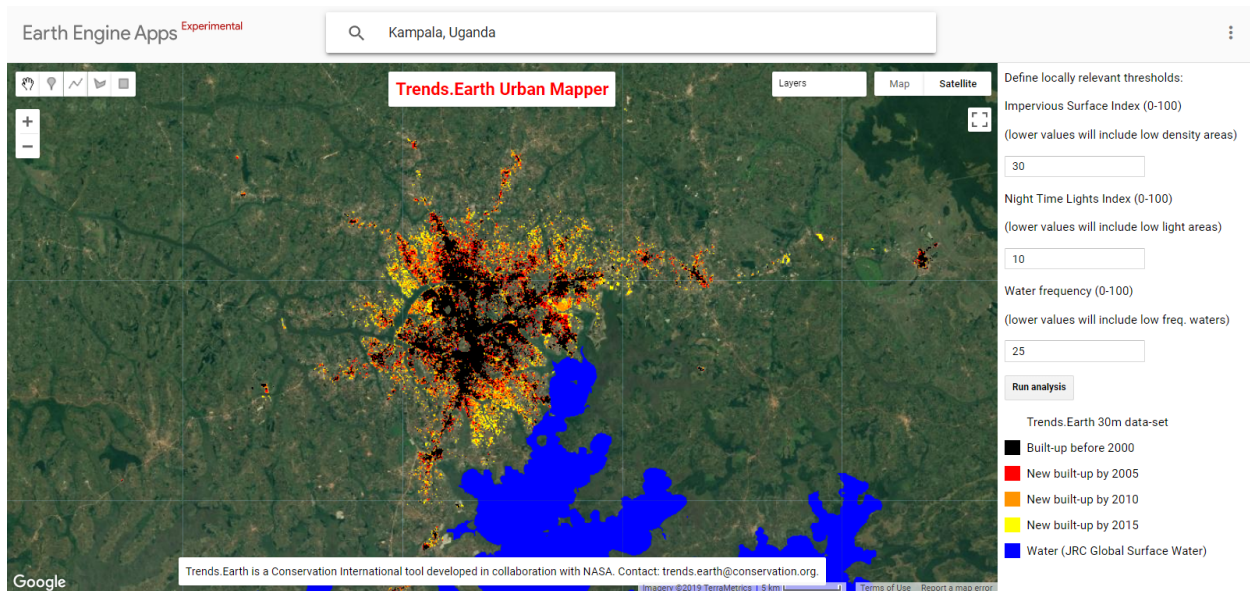 Earth Engine Apps Experimental
Kampala, Uganda
Trends.Earth Urban Mapper
Layers
Map
Satellite
+
−
Define locally relevant thresholds:
Impervious Surface Index (0-100)
(lower values will include low density areas)
30
Night Time Lights Index (0-100)
(lower values will include low light areas)
10
Water frequency (0-100)
(lower values will include low freq. waters)
25
Run analysis
Trends.Earth 30m data-set
Built-up before 2000
New built-up by 2005
New built-up by 2010
New built-up by 2015
Water (JRC Global Surface Water)
Trends.Earth is a Conservation International tool developed in collaboration with NASA. Contact: trends.earth@conservation.org.
Google
Imagery ©2019 TerraMetrics
5 km
Terms of Use
Report a map error